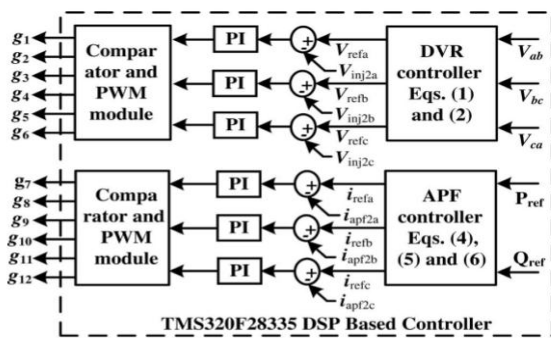 g1
g2
g3
g4
g5
g6
Compar
ator and
PWM
module
PI
PI
PI
+
-
+
-
+
-
Vrefa
Vinj2a
Vrefb
Vinj2b
Vrefc
Vinj2c
DVR
controller
Eqs. (1)
and (2)
Vab
Vbc
Vca
g7
g8
g9
g10
g11
g12
Compa
rator and
PWM
module
PI
PI
PI
+
-
+
-
+
-
irefa
iapf2a
irefb
iapf2b
irefc
iapf2c
APF
controller
Eqs. (4),
(5) and (6)
Pref
Qref
TMS320F28335 DSP Based Controller